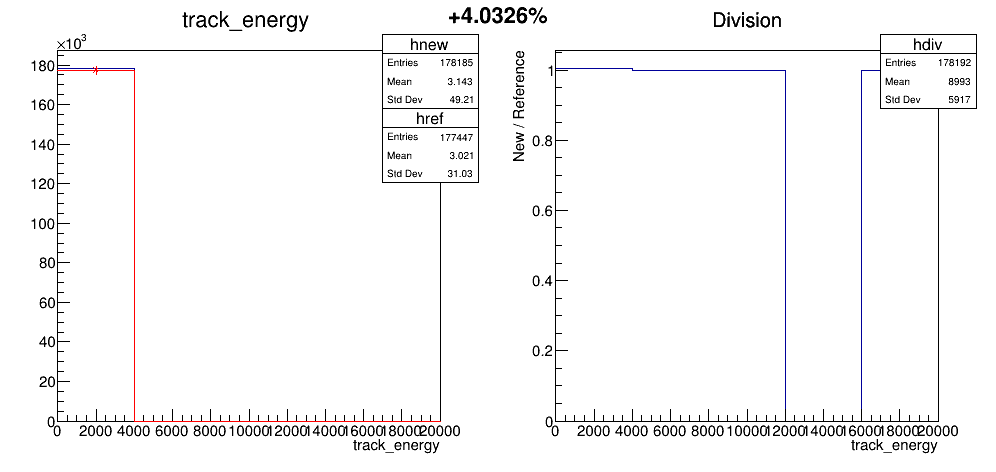 track_energy
+4.0326%
Division
×10³
180
160
140
120
100
80
60
40
20
0
0 2000 4000 6000 8000 10000 12000 14000 16000 18000 20000
track_energy
hnew
Entries 178185
Mean 3.143
Std Dev 49.21
href
Entries 177447
Mean 3.021
Std Dev 31.03
New / Reference
1
0.8
0.6
0.4
0.2
0
0 2000 4000 6000 8000 10000 12000 14000 16000 18000 20000
track_energy
hdiv
Entries 178192
Mean 8993
Std Dev 5917